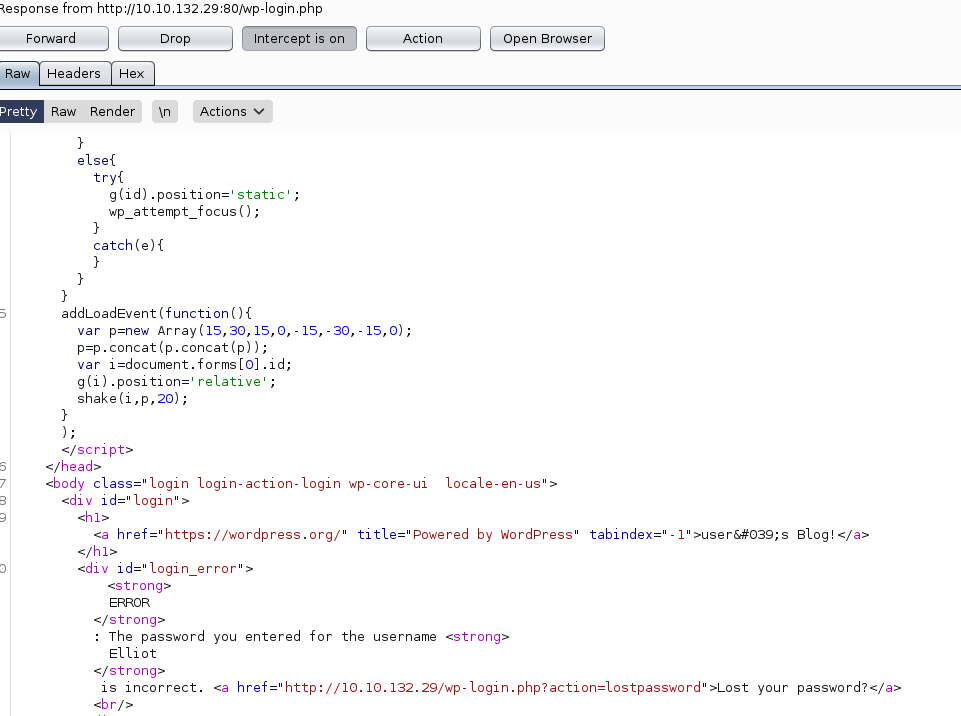 Response from http://10.10.132.29:80/wp-login.php
Forward Drop Intercept is on Action Open Browser
Raw Headers Hex
Pretty Raw Render \n Actions
}
else{
try{
g(id).position='static';
wp_attempt_focus();
}
catch(e){
}
}
}
5 addLoadEvent(function(){
var p=new Array(15,30,15,0,-15,-30,-15,0);
p=p.concat(p.concat(p));
var i=document.forms[0].id;
g(i).position='relative';
shake(i,p,20);
}
);
</script>
6 </head>
7 <body class="login login-action-login wp-core-ui  locale-en-us">
8 <div id="login">
9 <h1>
<a href="https://wordpress.org/" title="Powered by WordPress" tabindex="-1">user&#039;s Blog!</a>
</h1>
0 <div id="login_error">
<strong>
ERROR
</strong>
: The password you entered for the username <strong>
Elliot
</strong>
is incorrect. <a href="http://10.10.132.29/wp-login.php?action=lostpassword">Lost your password?</a>
<br/>